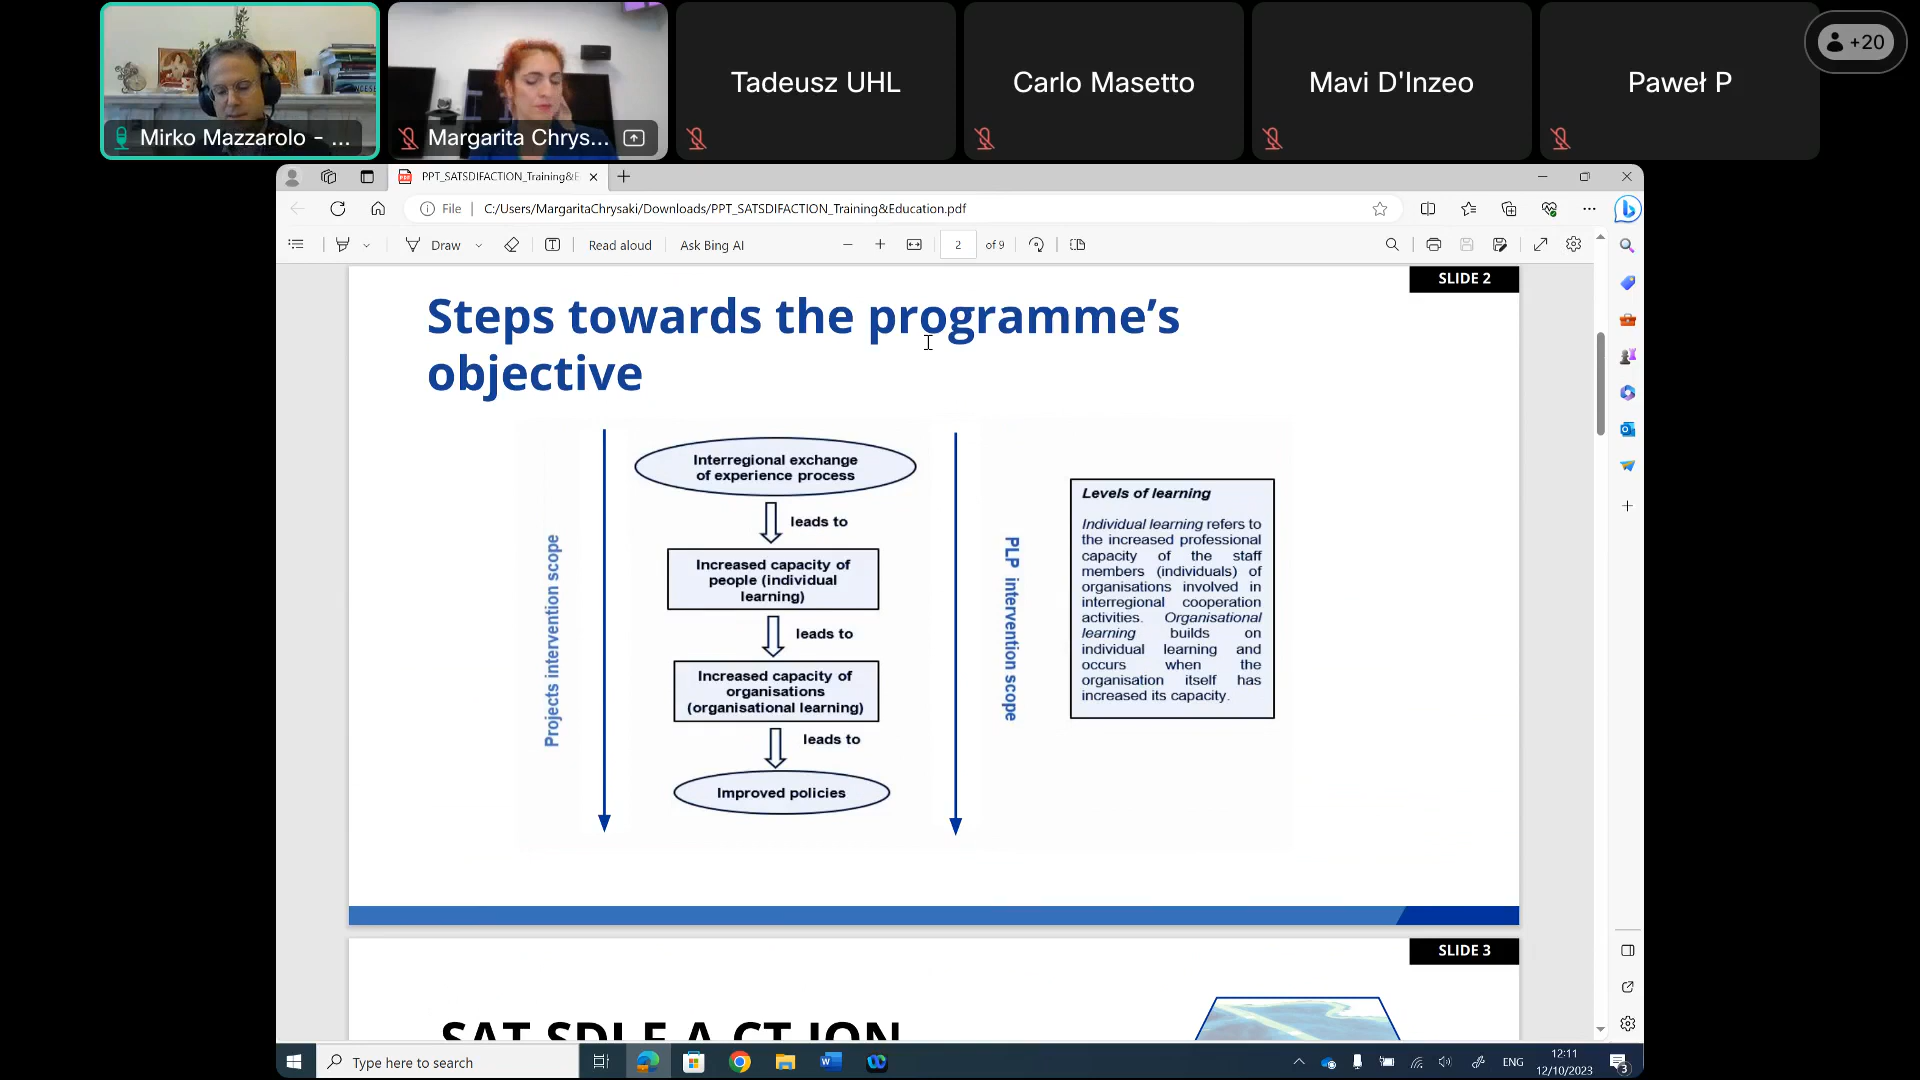 Mirko Mazzarolo - ...
Margarita Chrys...
Tadeusz UHL
Carlo Masetto
Mavi D'Inzeo
Paweł P
+20
PPT_SATSDIFACTION_Training&E
File
C:/Users/MargaritaChrysaki/Downloads/PPT_SATSDIFACTION_Training&Education.pdf
Draw
Read aloud
Ask Bing AI
2
of 9
SLIDE 2
Steps towards the programme’s
objective
Projects intervention scope
Interregional exchange
of experience process
leads to
Increased capacity of
people (individual
learning)
leads to
Increased capacity of
organisations
(organisational learning)
leads to
Improved policies
PLP intervention scope
Levels of learning
Individual learning refers to
the increased professional
capacity of the staff
members (individuals) of
organisations involved in
interregional cooperation
activities. Organisational
learning builds on
individual learning and
occurs when the
organisation itself has
increased its capacity.
SLIDE 3
Type here to search
ENG
12:11
12/10/2023
3